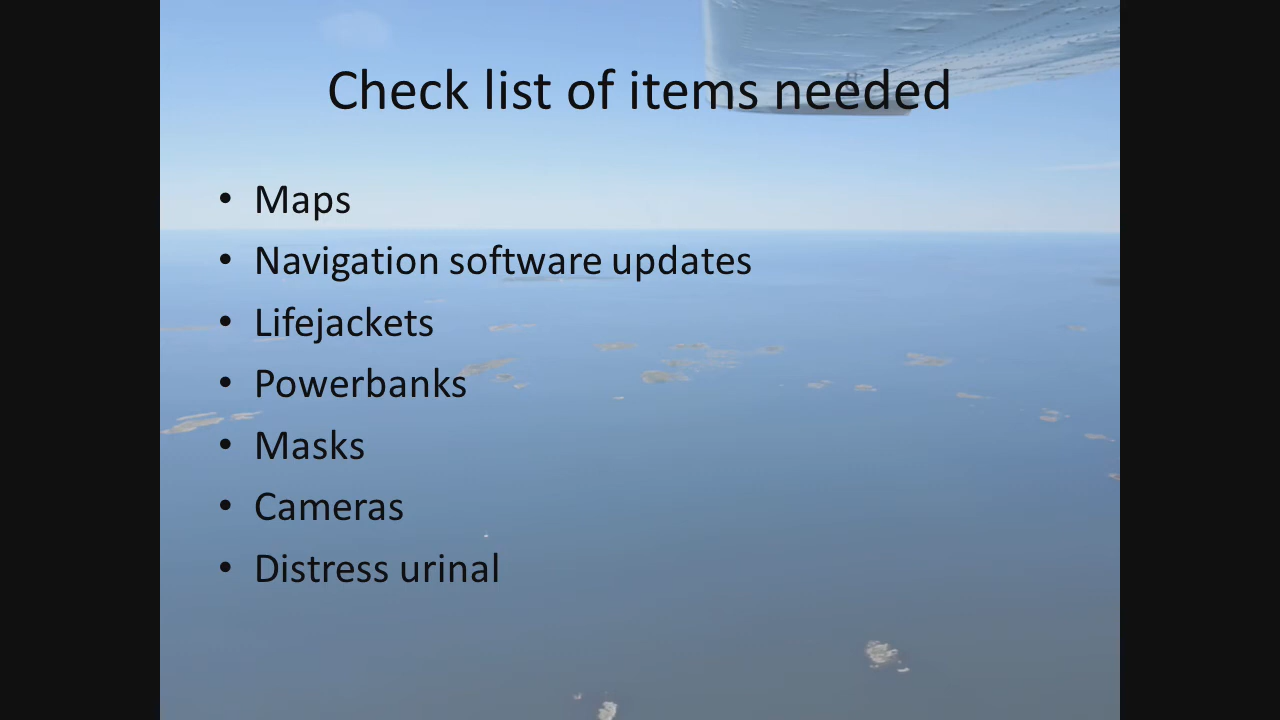 Check list of items needed
• Maps
• Navigation software updates
• Lifejackets
• Powerbanks
• Masks
• Cameras
• Distress urinal